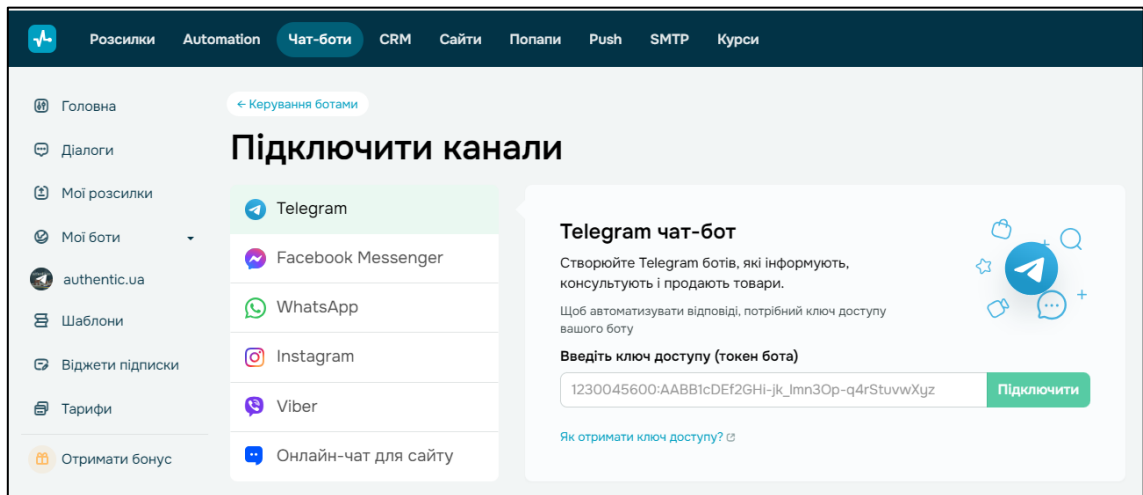 Розсилки Automation Чат-боти CRM Сайти Попапи Push SMTP Курси
Головна
Діалоги
Мої розсилки
Мої боти
authentic.ua
Шаблони
Віджети підписки
Тарифи
Отримати бонус
← Керування ботами
Підключити канали
Telegram
Facebook Messenger
WhatsApp
Instagram
Viber
Онлайн-чат для сайту
Telegram чат-бот
Створюйте Telegram ботів, які інформують,
консультують і продають товари.
Щоб автоматизувати відповіді, потрібний ключ доступу
вашого боту
Введіть ключ доступу (токен бота)
1230045600:AABB1cDEf2GHi-jk_lmn3Op-q4rStuvwXyz Підключити
Як отримати ключ доступу?